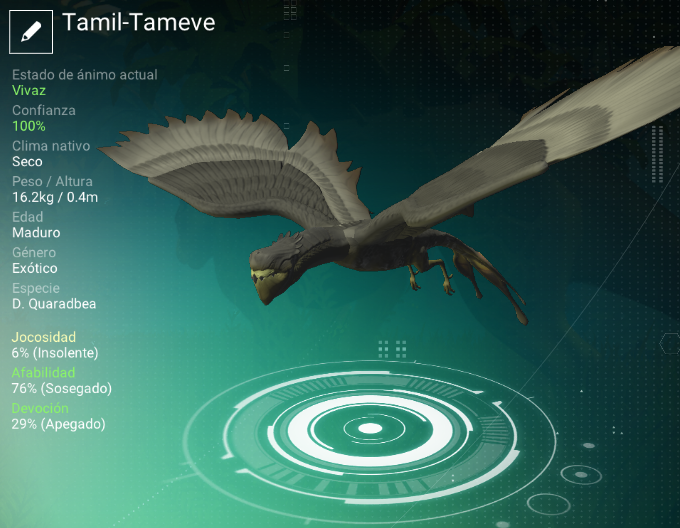 Tamil-Tameve
Estado de ánimo actual
Vivaz
Confianza
100%
Clima nativo
Seco
Peso / Altura
16.2kg / 0.4m
Edad
Maduro
Género
Exótico
Especie
D. Quaradbea
Jocosidad
6% (Insolente)
Afabilidad
76% (Sosegado)
Devoción
29% (Apegado)